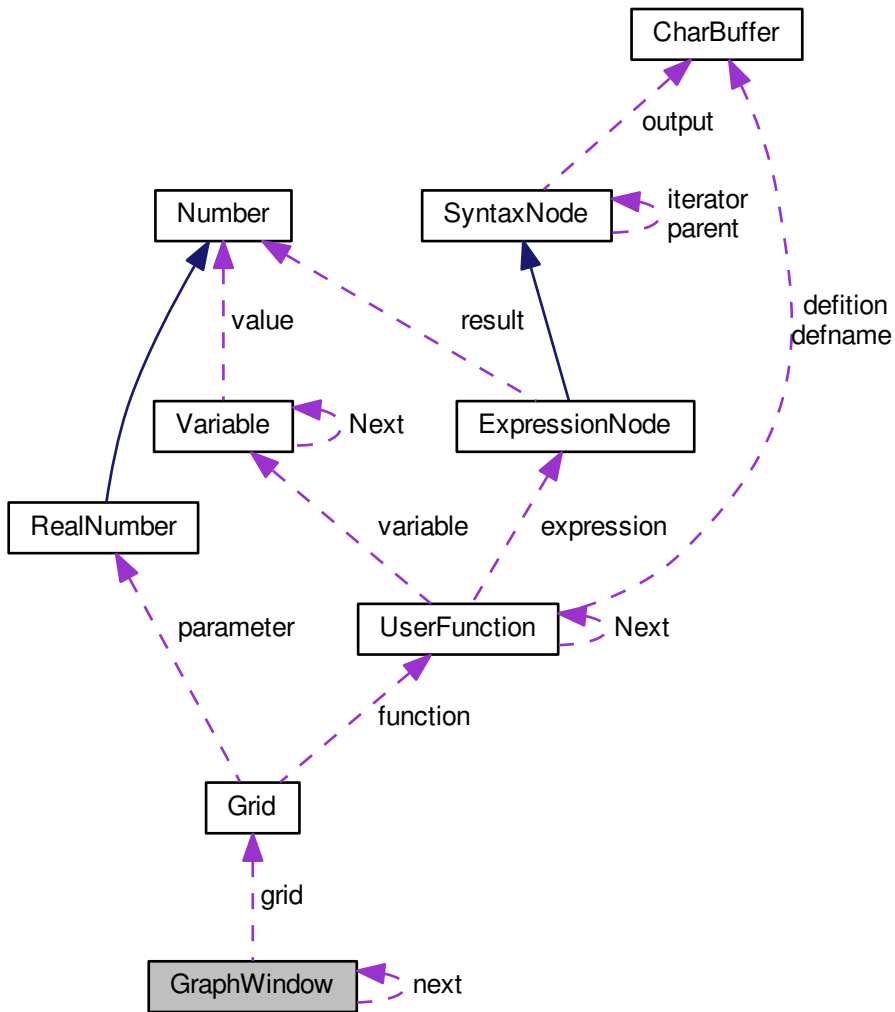 CharBuffer
output
Number
SyntaxNode
iterator
parent
value
result
defition
defname
Variable
Next
ExpressionNode
RealNumber
variable
expression
parameter
UserFunction
Next
function
Grid
grid
GraphWindow
next